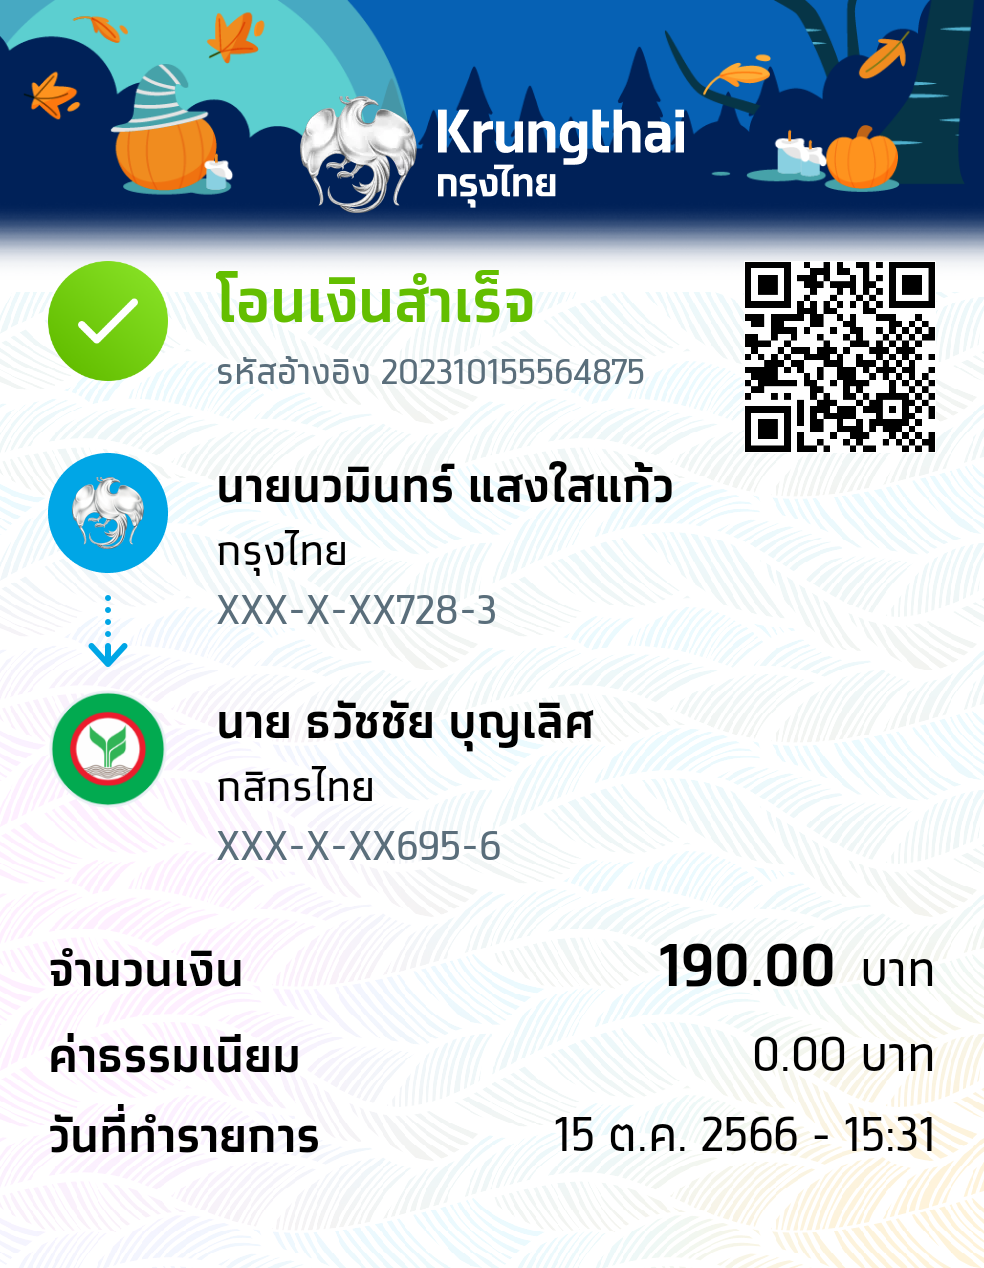 Krungthai
กรุงไทย
โอนเงินสำเร็จ
รหัสอ้างอิง 202310155564875
นายนวมินทร์ แสงใสแก้ว
กรุงไทย
XXX-X-XX728-3
นาย ธวัชชัย บุญเลิศ
กสิกรไทย
XXX-X-XX695-6
จำนวนเงิน 190.00 บาท
ค่าธรรมเนียม 0.00 บาท
วันที่ทำรายการ 15 ต.ค. 2566 - 15:31